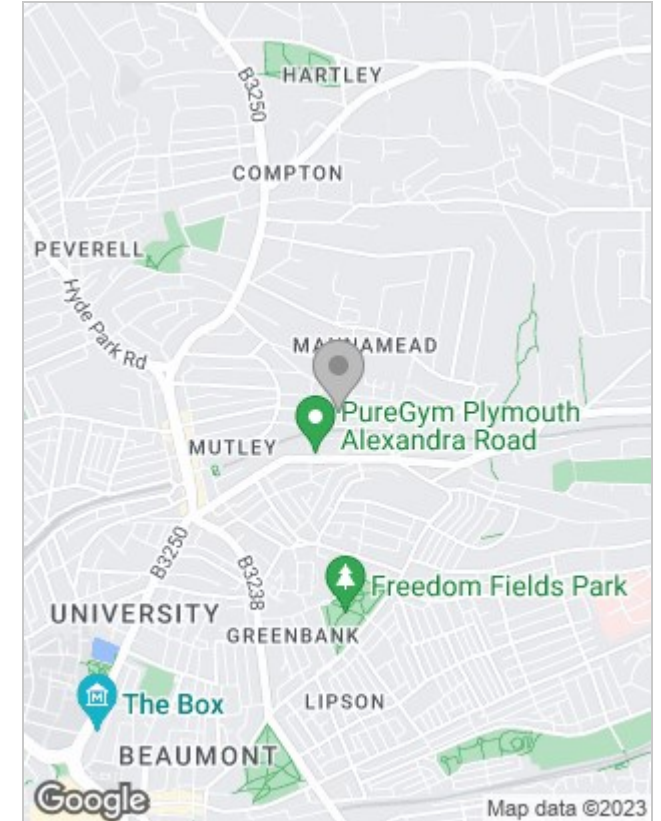 HARTLEY
B3250
COMPTON
PEVERELL
Hyde Park Rd
MANNAMEAD
PureGym Plymouth
Alexandra Road
MUTLEY
B3250
B3238
Freedom Fields Park
UNIVERSITY
GREENBANK
The Box
LIPSON
BEAUMONT
Google
Map data ©2023